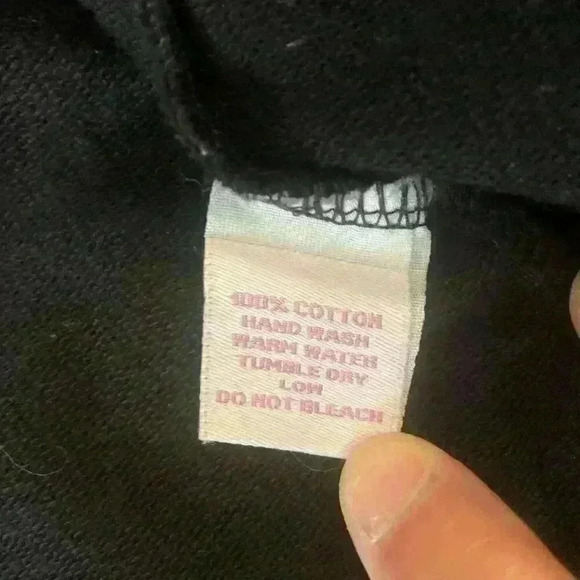 100% COTTON
HAND WASH
WARM WATER
TUMBLE DRY
LOW
DO NOT BLEACH